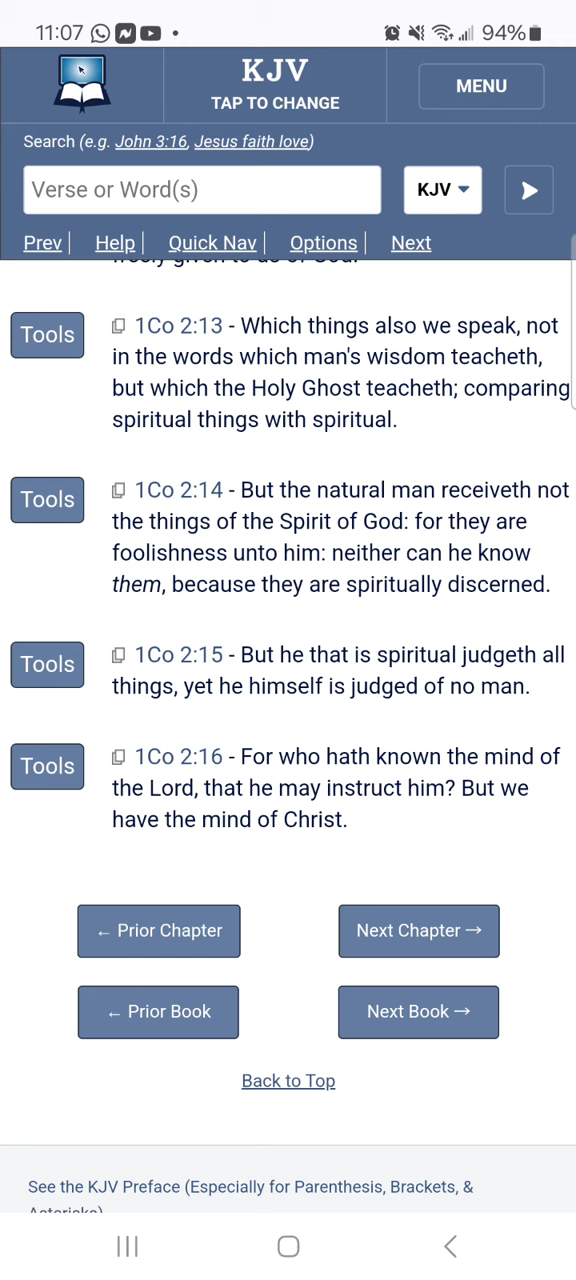 11:07 94%
KJV
TAP TO CHANGE
MENU
Search (e.g. John 3:16, Jesus faith love)
Verse or Word(s)
KJV
Prev Help Quick Nav Options Next
freely given to us of God.
Tools
1Co 2:13 - Which things also we speak, not
in the words which man's wisdom teacheth,
but which the Holy Ghost teacheth; comparing
spiritual things with spiritual.
Tools
1Co 2:14 - But the natural man receiveth not
the things of the Spirit of God: for they are
foolishness unto him: neither can he know
them, because they are spiritually discerned.
Tools
1Co 2:15 - But he that is spiritual judgeth all
things, yet he himself is judged of no man.
Tools
1Co 2:16 - For who hath known the mind of
the Lord, that he may instruct him? But we
have the mind of Christ.
← Prior Chapter
Next Chapter →
← Prior Book
Next Book →
Back to Top
See the KJV Preface (Especially for Parenthesis, Brackets, &
Asterisks)